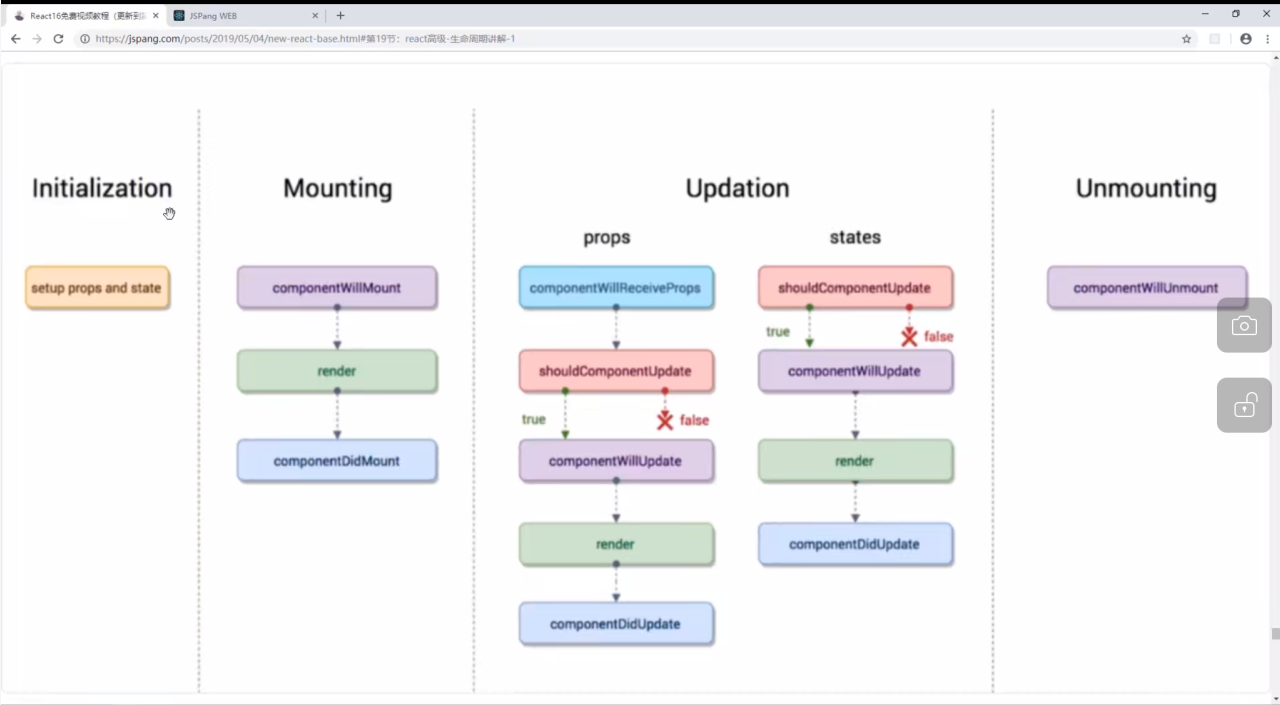 React16免费视频教程（更新到
JSPang WEB
https://jspang.com/posts/2019/05/04/new-react-base.html#第19节：react高级-生命周期讲解-1
Initialization
Mounting
Updation
Unmounting
props
states
setup props and state
componentWillMount
componentWillReceiveProps
shouldComponentUpdate
componentWillUnmount
true
false
render
shouldComponentUpdate
componentWillUpdate
true
false
componentDidMount
componentWillUpdate
render
render
componentDidUpdate
componentDidUpdate